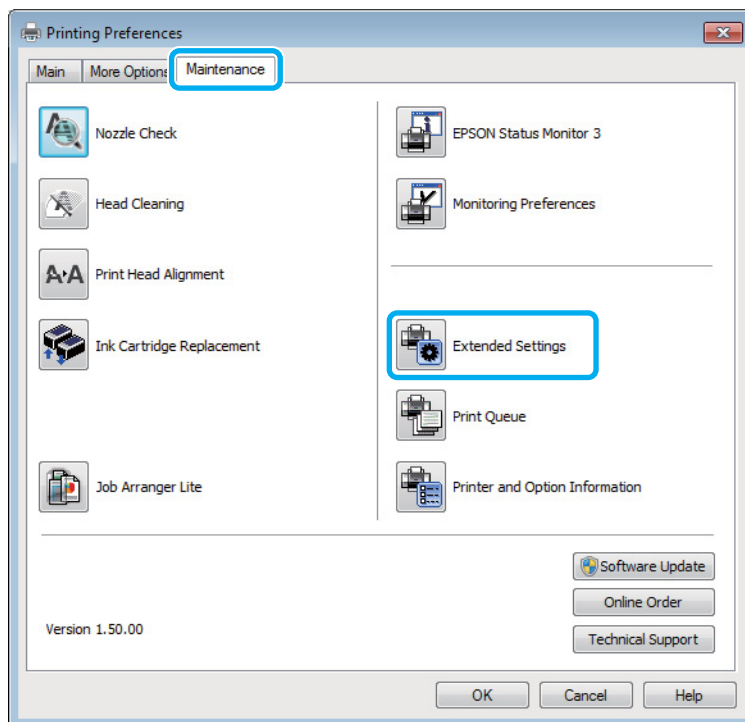 Printing Preferences
Main
More Options
Maintenance
Nozzle Check
EPSON Status Monitor 3
Head Cleaning
Monitoring Preferences
A A
Print Head Alignment
Ink Cartridge Replacement
Extended Settings
Print Queue
Job Arranger Lite
Printer and Option Information
Software Update
Online Order
Version 1.50.00
Technical Support
OK
Cancel
Help